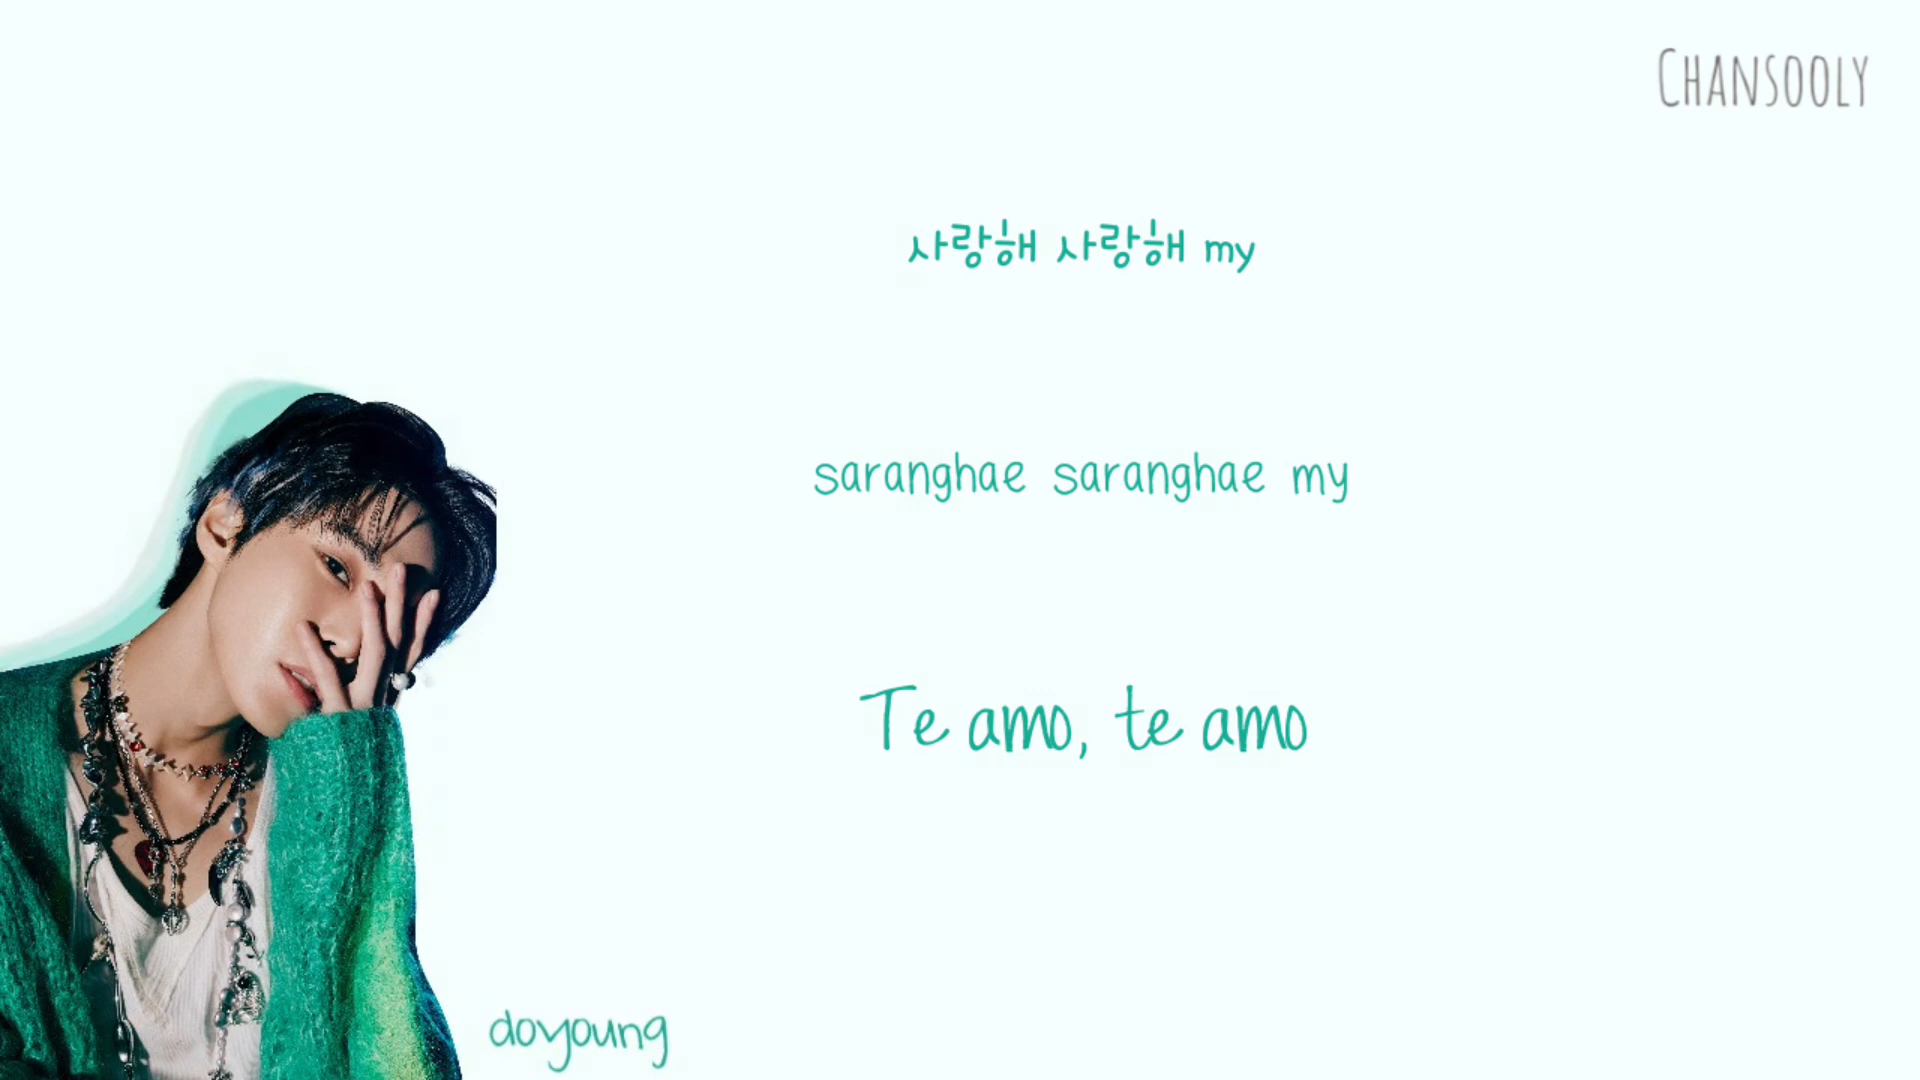 CHANSOOLY
사랑해 사랑해 my
saranghae saranghae my
Te amo, te amo
doyoung